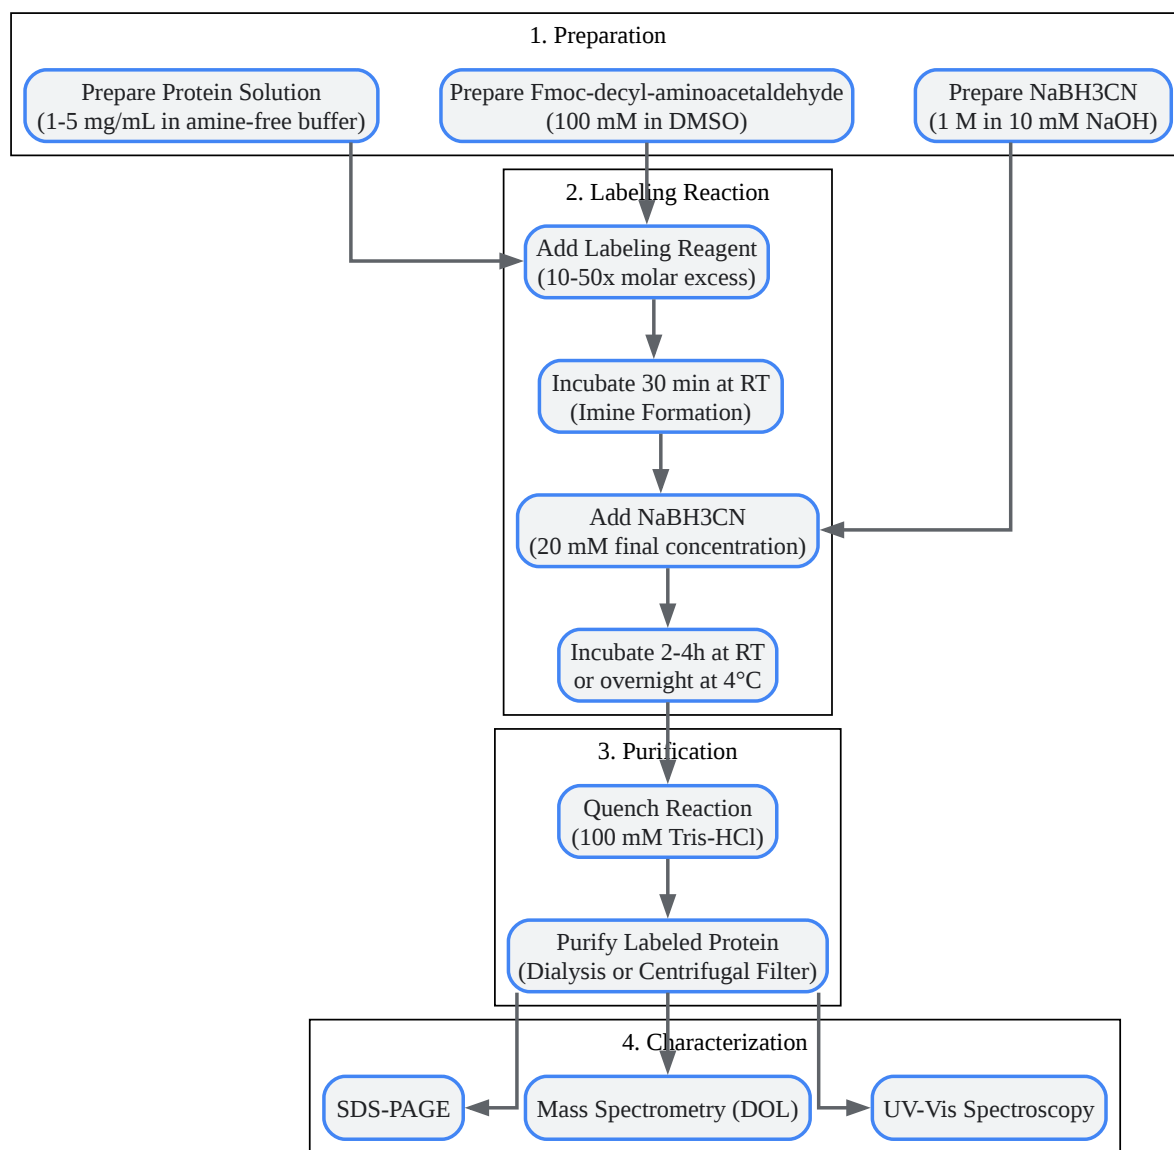 1. Preparation
Prepare Protein Solution
(1-5 mg/mL in amine-free buffer)
Prepare Fmoc-decyl-aminoacetaldehyde
(100 mM in DMSO)
Prepare NaBH3CN
(1 M in 10 mM NaOH)
2. Labeling Reaction
Add Labeling Reagent
(10-50x molar excess)
Incubate 30 min at RT
(Imine Formation)
Add NaBH3CN
(20 mM final concentration)
Incubate 2-4h at RT
or overnight at 4°C
3. Purification
Quench Reaction
(100 mM Tris-HCl)
Purify Labeled Protein
(Dialysis or Centrifugal Filter)
4. Characterization
SDS-PAGE
Mass Spectrometry (DOL)
UV-Vis Spectroscopy